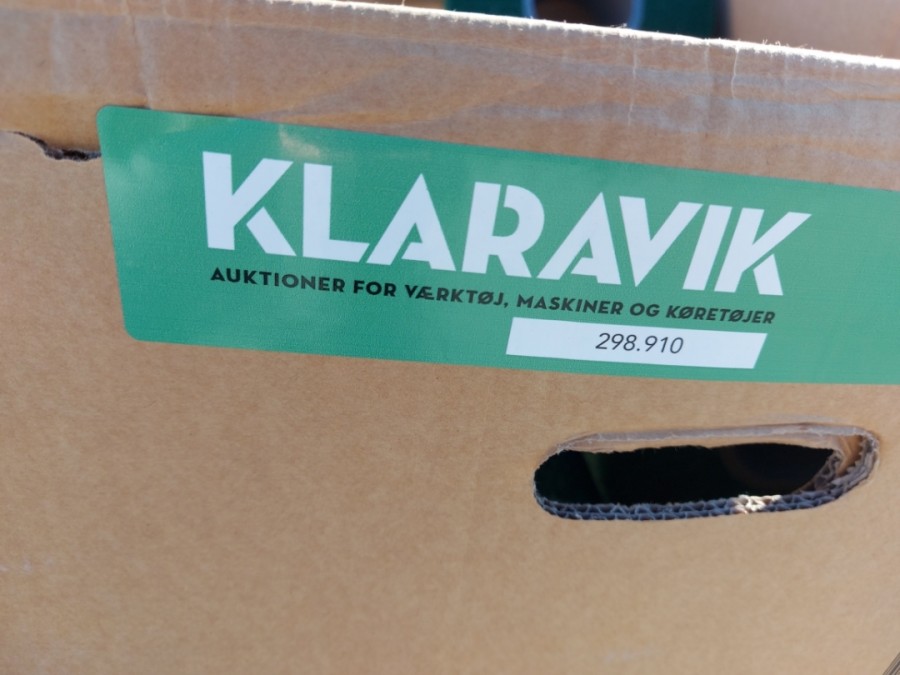 KLARAVIK
AUKTIONER FOR VÆRKTØJ, MASKINER OG KØRETØJER
298.910